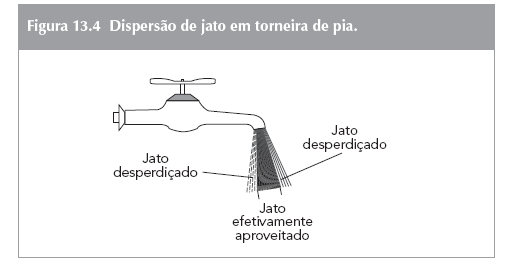 Figura 13.4 Dispersão de jato em torneira de pia.
Jato
desperdiçado
Jato
desperdiçado
Jato
efetivamente
aproveitado